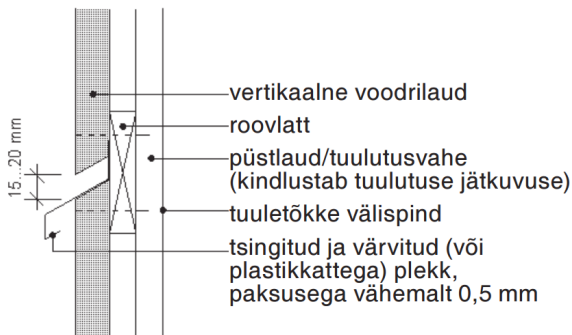 vertikaalne voodrilaud
roovlatt
püstlaud/tuulutusvahe
(kindlustab tuulutuse jätkuvuse)
tuuletõkke välispind
tsingitud ja värvitud (või
plastikkattega) plekk,
paksusega vähemalt 0,5 mm
15...20 mm